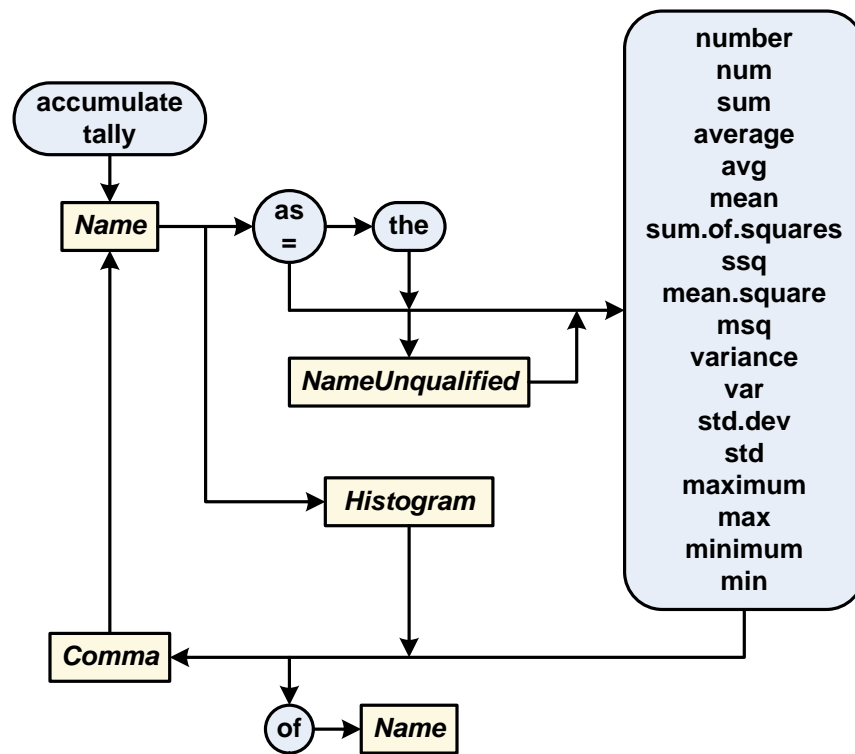 accumulate
tally
Name
as
=
the
NameUnqualified
Histogram
number
num
sum
average
avg
mean
sum.of.squares
ssq
mean.square
msq
variance
var
std.dev
std
maximum
max
minimum
min
Comma
of
Name